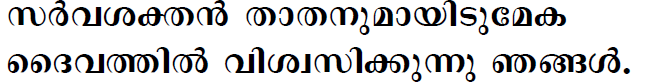 സർവശക്തൻ താതനുമായിടുമേക
ദൈവത്തിൽ വിശ്വസിക്കുന്നു ഞങ്ങൾ.